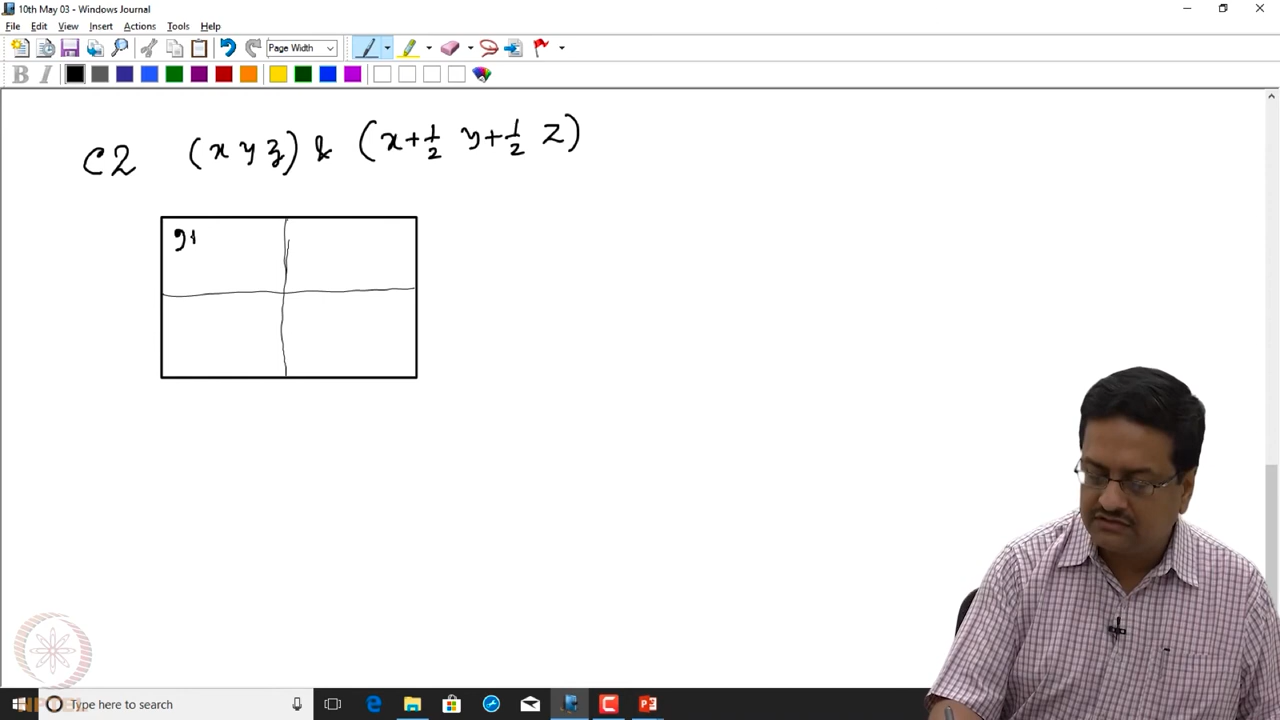 10th May 03 - Windows Journal
File Edit View Insert Actions Tools Help
Page Width
B I
C2 (x y z) & (x+1/2 y+1/2 z)
Type here to search